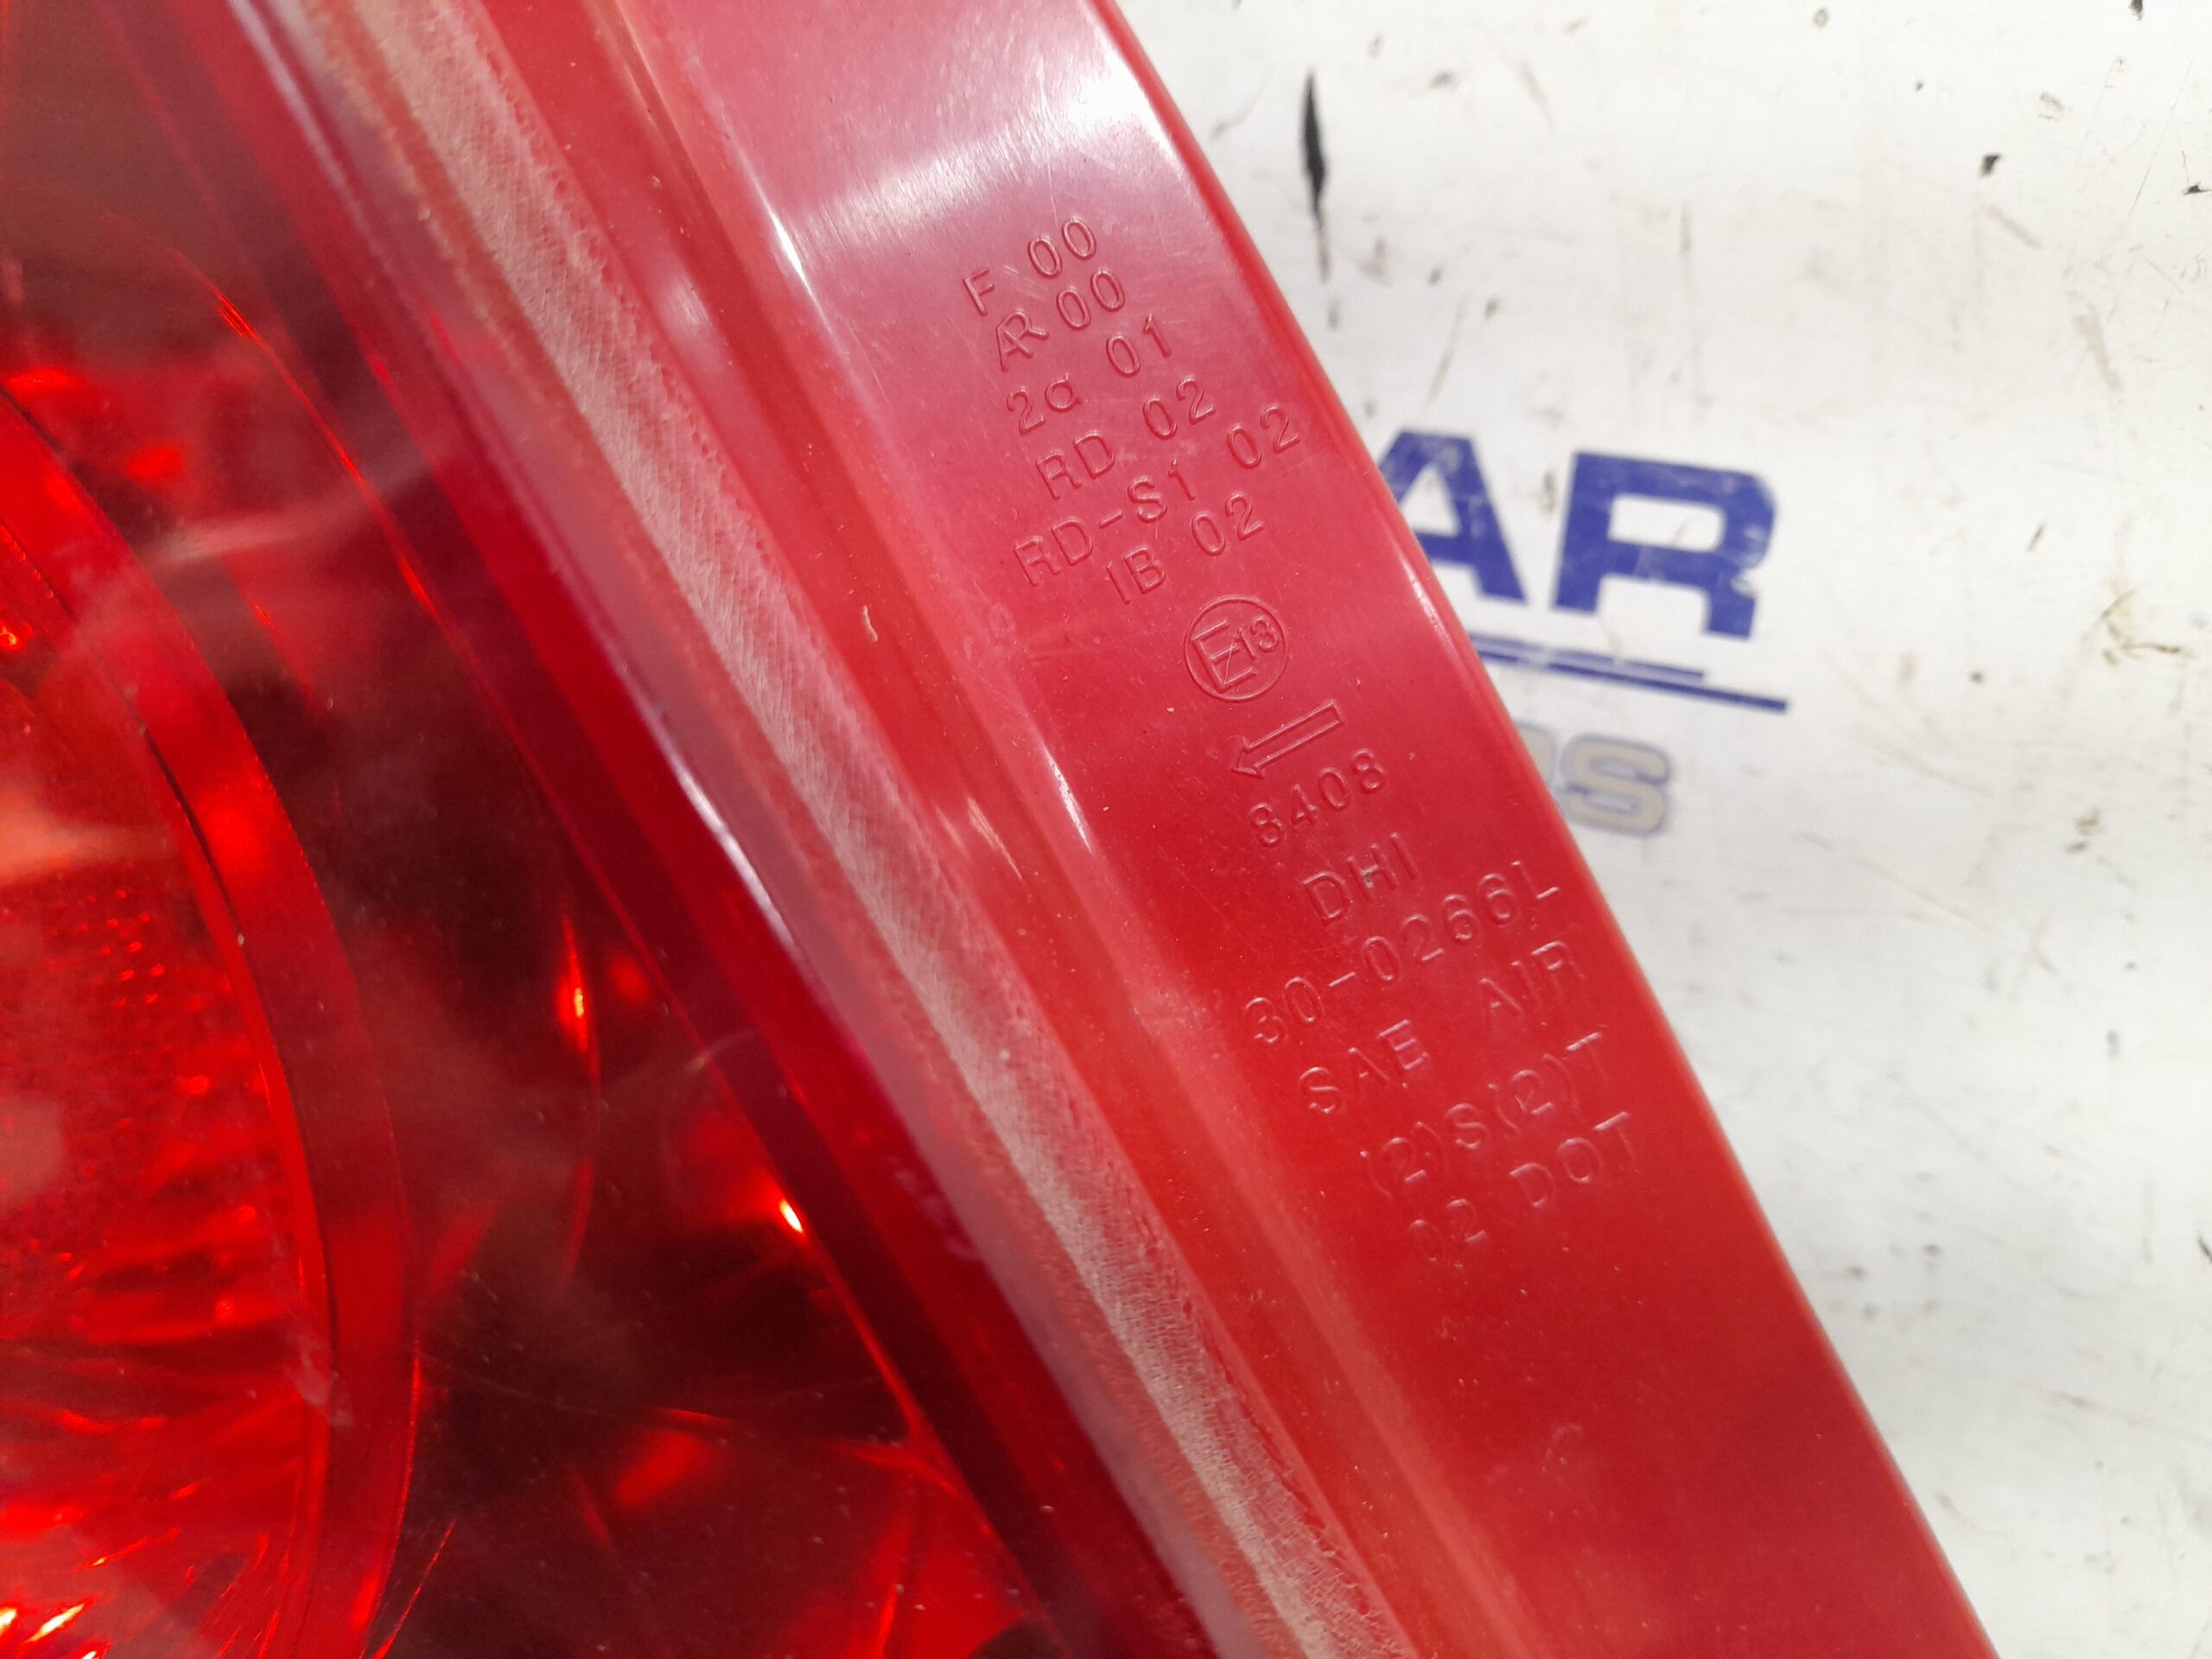 F 00
AR 00
2a 01
RD 02
RD-S1 02
IB 02
E13
8408
DHI
30-0266L
SAE AIR
(2)S(2)T
02 DOT
AR